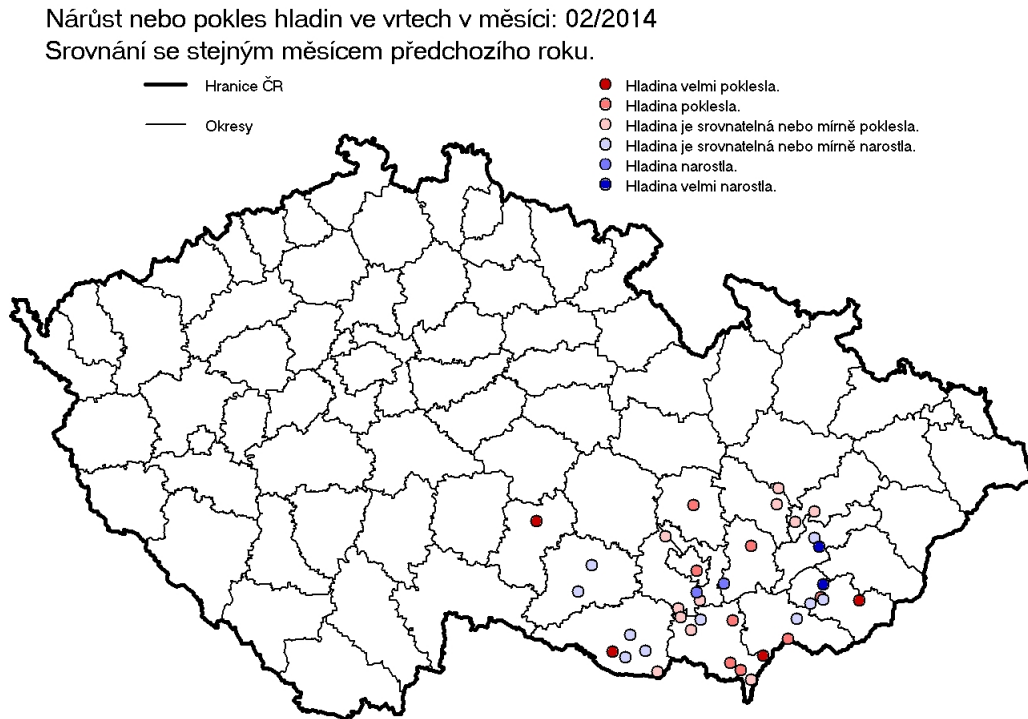 Nárůst nebo pokles hladin ve vrtech v měsíci: 02/2014
Srovnání se stejným měsícem předchozího roku.
Hranice ČR
Okresy
Hladina velmi poklesla.
Hladina poklesla.
Hladina je srovnatelná nebo mírně poklesla.
Hladina je srovnatelná nebo mírně narostla.
Hladina narostla.
Hladina velmi narostla.